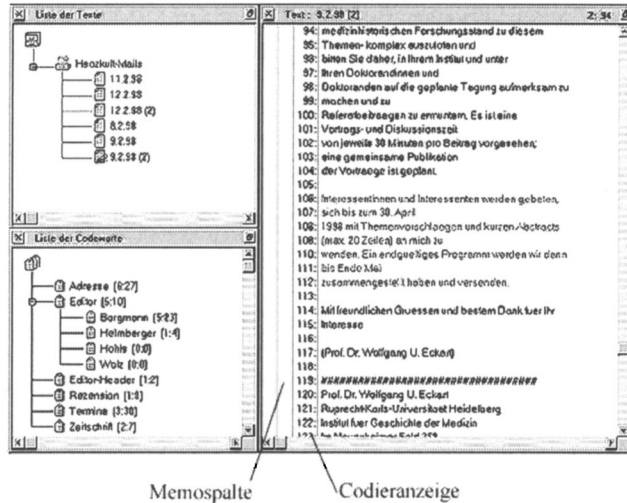 Liste der Texte
Hsozkult-Mails
11.2.98
12.2.98
12.2.98 (2)
8.2.98
9.2.98
9.2.98 (2)
Liste der Codeworte
Adresse [6:27]
Editor [5:10]
Borgmann [5:23]
Helmberger [1:4]
Hohls [0:0]
Wolz [0:0]
Editor-Header [1:2]
Rezension [1:8]
Termine [3:38]
Zeitschrift [2:7]
Text: 9.2.98 (2) 2: 94
94: medizinhistorischen Forschungsstand zu diesem
95: Themen- komplex auszuloten und
96: bitten Sie daher, in Ihrem Institut und unter
97: Ihren Doktorandinnen und
98: Doktoranden auf die geplante Tagung aufmerksam zu
99: machen und zu
100: Referatbeitraegen zu ermuntern. Es ist eine
101: Vortrags- und Diskussionszeit
102: von jeweils 30 Minuten pro Beitrag vorgesehen;
103: eine gemeinsame Publikation
104: der Vortraege ist geplant.
105:
106: Interessentinnen und Interessenten werden gebeten,
107: sich bis zum 30. April
108: 1998 mit Themenvorschlaegen und kurzen Abstracts
109: (max. 20 Zeilen) an mich zu
110: wenden. Ein endgueltiges Programm werden wir dann
111: bis Ende Mai
112: zusammengestellt haben und versenden.
113:
114: Mit freundlichen Gruessen und bestem Dank fuer Ihr
115: Interesse
116:
117: (Prof. Dr. Wolfgang U. Eckart)
118:
119: ##################################
120: Prof. Dr. Wolfgang U. Eckart
121: Ruprecht-Karls-Universitaet Heidelberg
122: Institut fuer Geschichte der Medizin
123: Im Neuenheimer Feld
Memospalte Codieranzeige